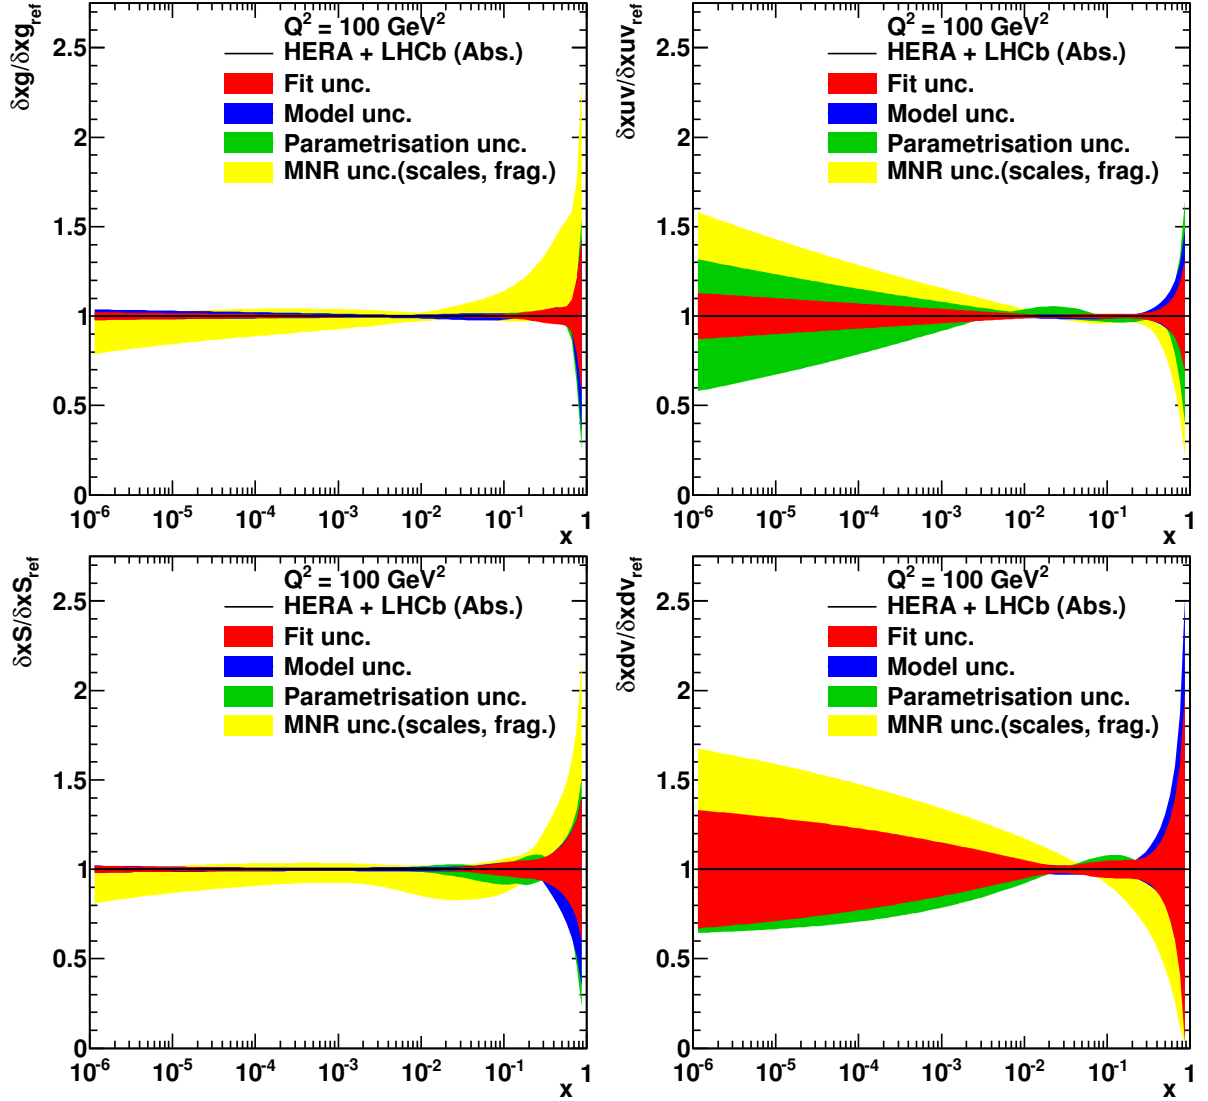 δxg/δxg_ref
Q² = 100 GeV²
HERA + LHCb (Abs.)
Fit unc.
Model unc.
Parametrisation unc.
MNR unc.(scales, frag.)
2.5
2
1.5
1
0.5
0
10⁻⁶ 10⁻⁵ 10⁻⁴ 10⁻³ 10⁻² 10⁻¹ 1
x
δxuv/δxuv_ref
Q² = 100 GeV²
HERA + LHCb (Abs.)
Fit unc.
Model unc.
Parametrisation unc.
MNR unc.(scales, frag.)
2.5
2
1.5
1
0.5
0
10⁻⁶ 10⁻⁵ 10⁻⁴ 10⁻³ 10⁻² 10⁻¹ 1
x
δxS/δxS_ref
Q² = 100 GeV²
HERA + LHCb (Abs.)
Fit unc.
Model unc.
Parametrisation unc.
MNR unc.(scales, frag.)
2.5
2
1.5
1
0.5
0
10⁻⁶ 10⁻⁵ 10⁻⁴ 10⁻³ 10⁻² 10⁻¹ 1
x
δxdv/δxdv_ref
Q² = 100 GeV²
HERA + LHCb (Abs.)
Fit unc.
Model unc.
Parametrisation unc.
MNR unc.(scales, frag.)
2.5
2
1.5
1
0.5
0
10⁻⁶ 10⁻⁵ 10⁻⁴ 10⁻³ 10⁻² 10⁻¹ 1
x